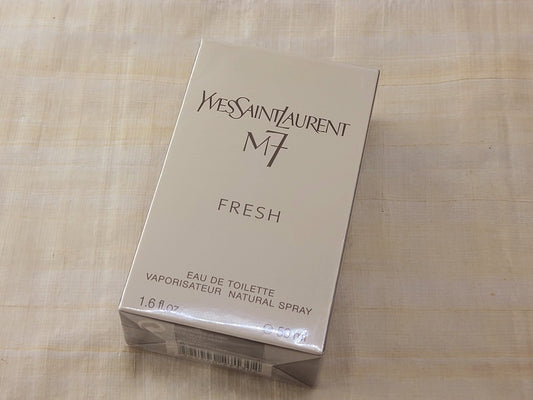 YVESSAINTLAURENT
M7
FRESH
EAU DE TOILETTE
VAPORISATEUR NATURAL SPRAY
1.6 fl.oz. ℮ 50 ml